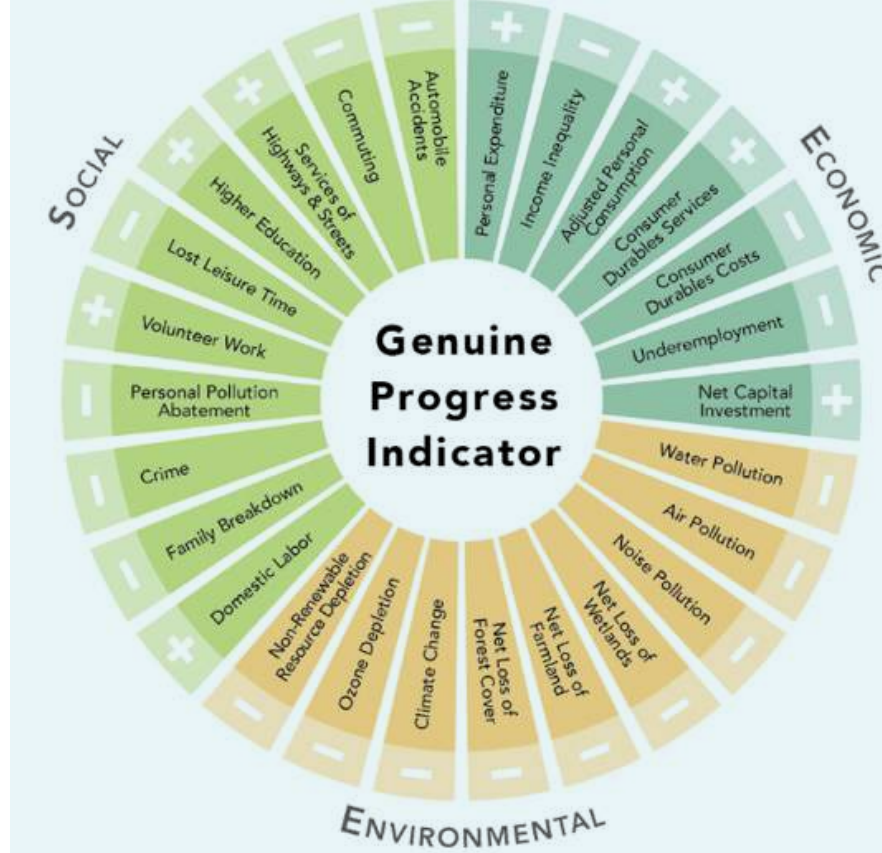 Genuine
Progress
Indicator
ECONOMIC
+
Personal Expenditure
–
Income Inequality
+
Adjusted Personal
Consumption
+
Consumer
Durables Services
–
Consumer
Durables Costs
–
Underemployment
+
Net Capital
Investment
ENVIRONMENTAL
–
Water Pollution
–
Air Pollution
–
Noise Pollution
–
Net Loss of
Wetlands
–
Net Loss of
Farmland
–
Net Loss of
Forest Cover
–
Climate Change
–
Ozone Depletion
–
Non-Renewable
Resource Depletion
SOCIAL
+
Domestic Labor
–
Family Breakdown
–
Crime
–
Personal Pollution
Abatement
+
Volunteer Work
–
Lost Leisure Time
+
Higher Education
+
Services of
Highways & Streets
–
Commuting
–
Automobile
Accidents